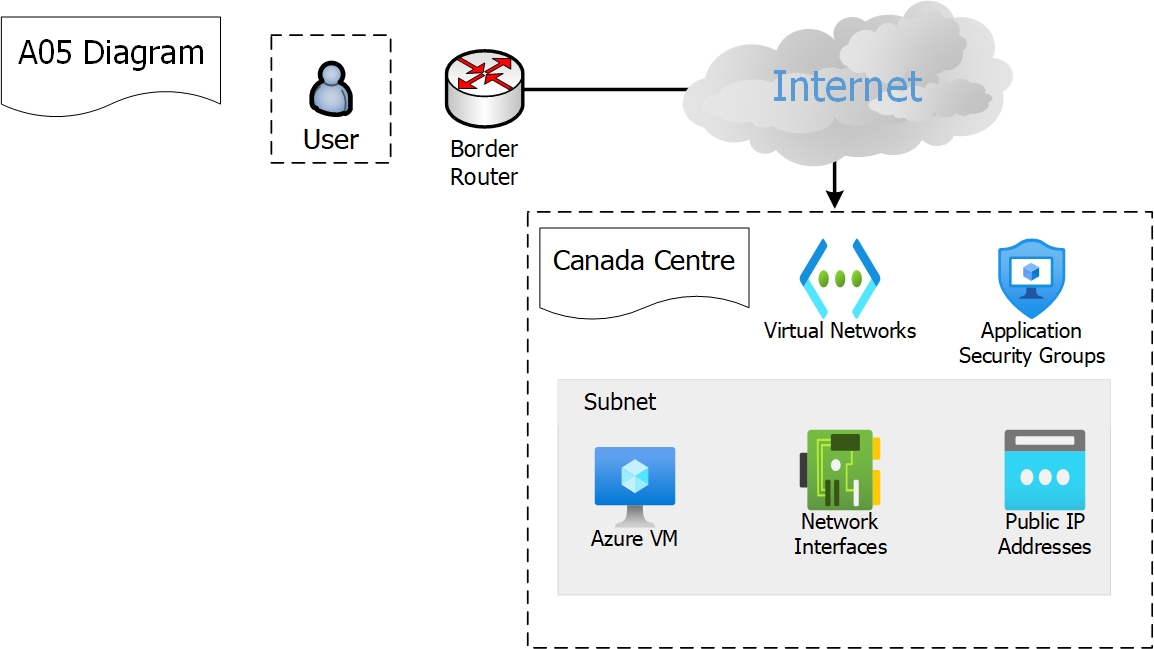 A05 Diagram
User
Border
Router
Internet
Canada Centre
Virtual Networks
Application
Security Groups
Subnet
Azure VM
Network
Interfaces
Public IP
Addresses